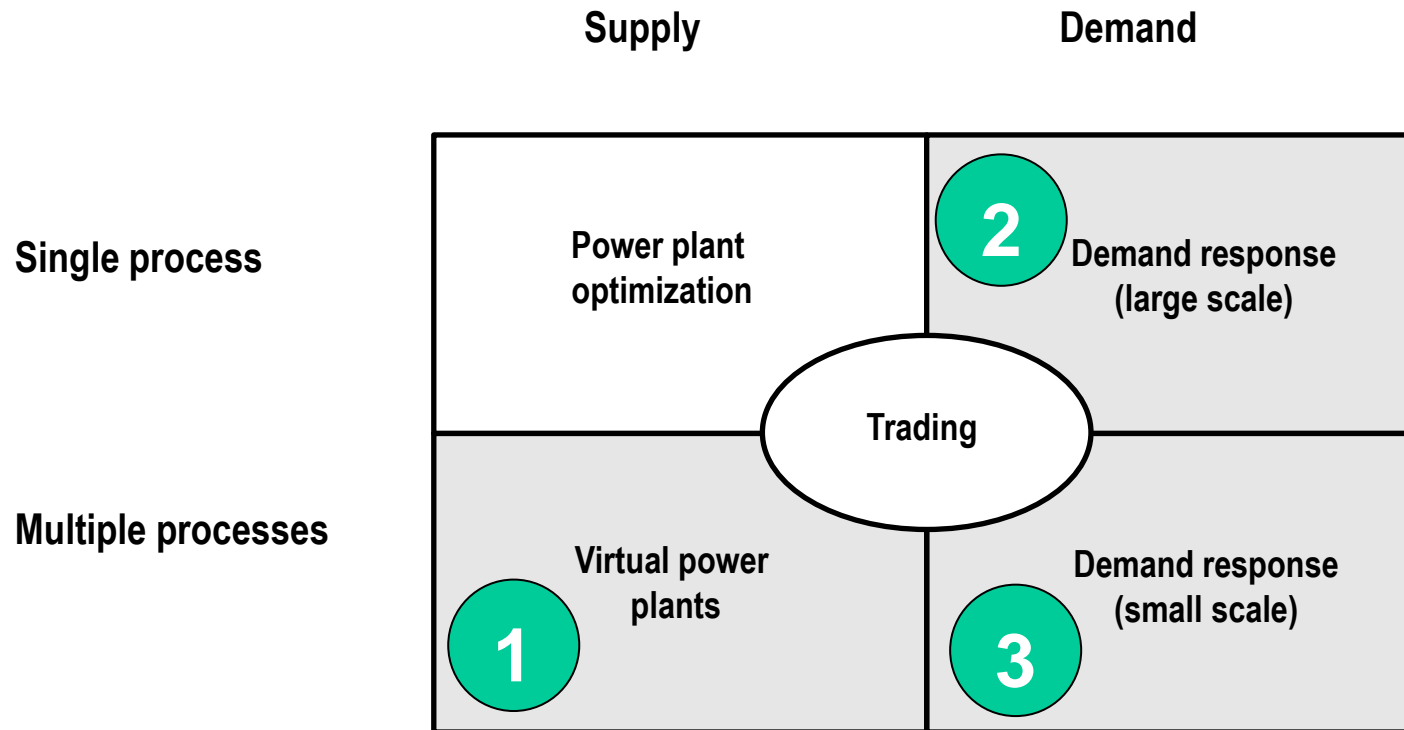 Supply
Demand
Single process
Power plant
optimization
2
Demand response
(large scale)
Trading
Multiple processes
Virtual power
plants
1
Demand response
(small scale)
3